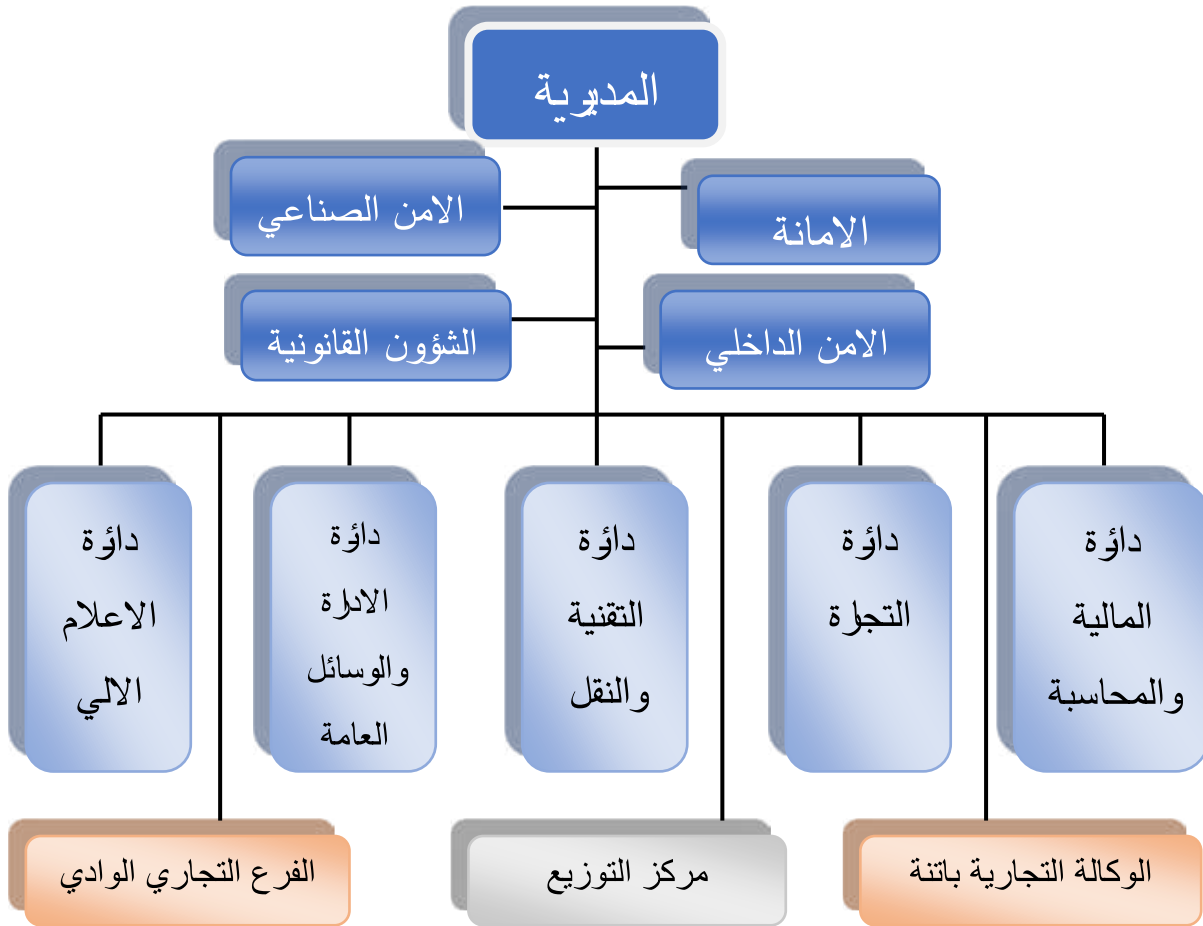 المديرية
الامن الصناعي
الامانة
الشؤون القانونية
الامن الداخلي
دائرة
المالية
والمحاسبة
دائرة
التجارة
دائرة
التقنية
والنقل
دائرة
الادارة
والوسائل
العامة
دائرة
الاعلام
الالي
الوكالة التجارية باتنة
مركز التوزيع
الفرع التجاري الوادي